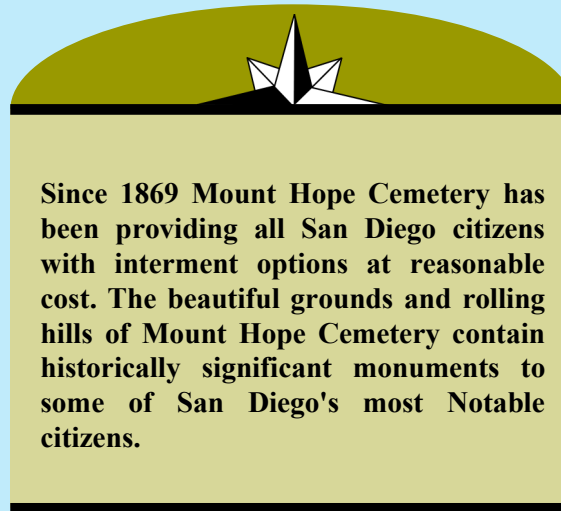 Since 1869 Mount Hope Cemetery has
been providing all San Diego citizens
with interment options at reasonable
cost. The beautiful grounds and rolling
hills of Mount Hope Cemetery contain
historically significant monuments to
some of San Diego's most Notable
citizens.